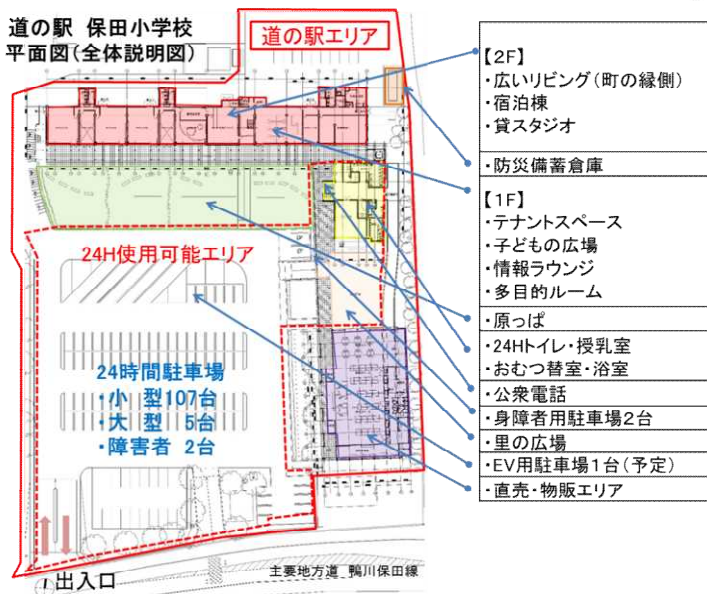 道の駅 保田小学校
平面図(全体説明図)
道の駅エリア
24H使用可能エリア
24時間駐車場
・小 型107台
・大 型 5台
・障害者 2台
出入口
主要地方道 鴨川保田線
【2F】
・広いリビング(町の縁側)
・宿泊棟
・貸スタジオ
・防災備蓄倉庫
【1F】
・テナントスペース
・子どもの広場
・情報ラウンジ
・多目的ルーム
・原っぱ
・24Hトイレ・授乳室
・おむつ替室・浴室
・公衆電話
・身障者用駐車場2台
・里の広場
・EV用駐車場1台(予定)
・直売・物販エリア